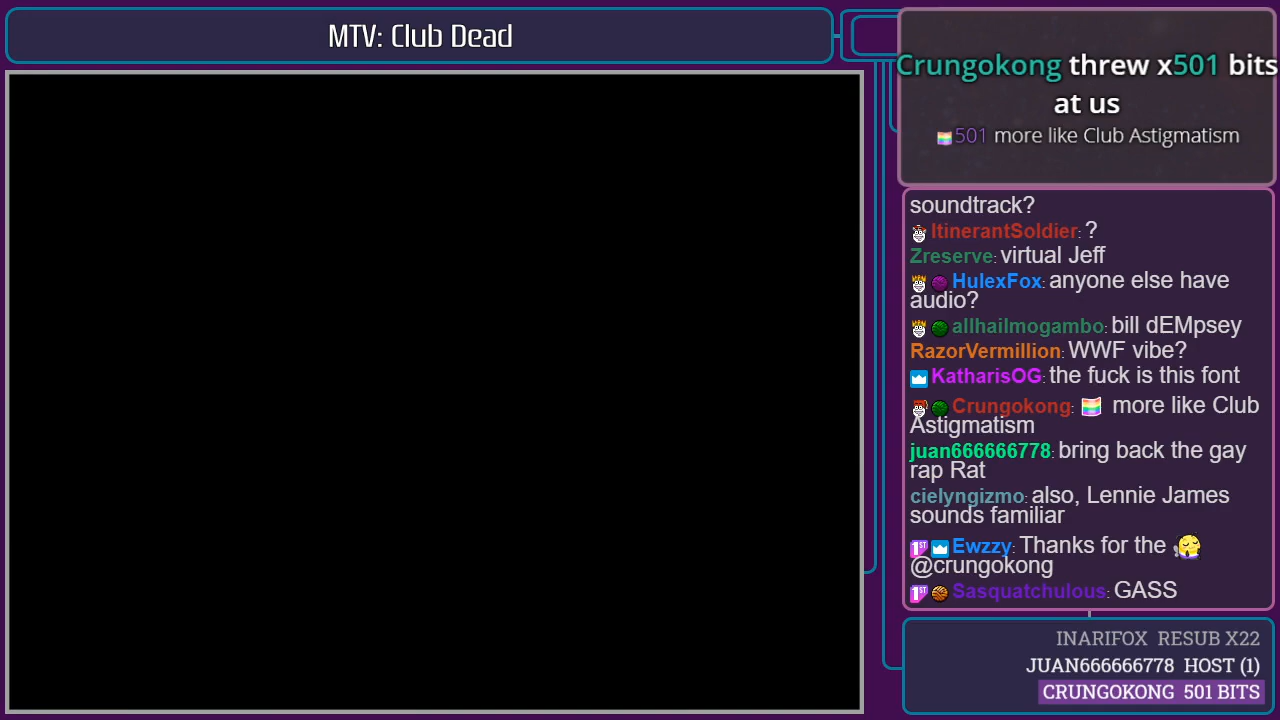 MTV: Club Dead
Crungokong threw x501 bits
at us
501 more like Club Astigmatism
soundtrack?
ItinerantSoldier: ?
Zreserve: virtual Jeff
HulexFox: anyone else have
audio?
allhailmogambo: bill dEMpsey
RazorVermillion: WWF vibe?
KatharisOG: the fuck is this font
Crungokong: more like Club
Astigmatism
juan666666778: bring back the gay
rap Rat
cielyngizmo: also, Lennie James
sounds familiar
1ST Ewzzy: Thanks for the
@crungokong
1ST Sasquatchulous: GASS
INARIFOX RESUB X22
JUAN666666778 HOST (1)
CRUNGOKONG 501 BITS